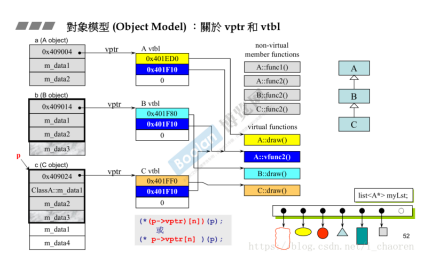 對象模型 (Object Model)：關於 vptr 和 vtbl
a (A object)
0x409004
m_data1
m_data2
vptr
A vtbl
0x401ED0
0x401F10
0
b (B object)
0x409014
m_data1
m_data2
m_data3
vptr
B vtbl
0x401F80
0x401F10
0
p
c (C object)
0x409024
ClassA::m_data1
m_data2
m_data3
m_data1
m_data4
vptr
C vtbl
0x401FF0
0x401F10
0
non-virtual
member functions
A::func1()
A::func2()
B::func2()
C::func2()
virtual functions
A::draw()
A::vfunc2()
B::draw()
C::draw()
A
B
C
(*(p->vptr)[n])(p);
或
(* p->vptr[n] )(p);
list<A*> myLst;
52